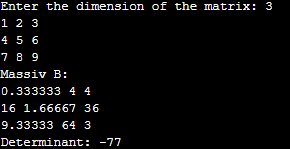 Enter the dimension of the matrix: 3
1 2 3
4 5 6
7 8 9
Massiv B:
0.333333 4 4
16 1.66667 36
9.33333 64 3
Determinant: -77